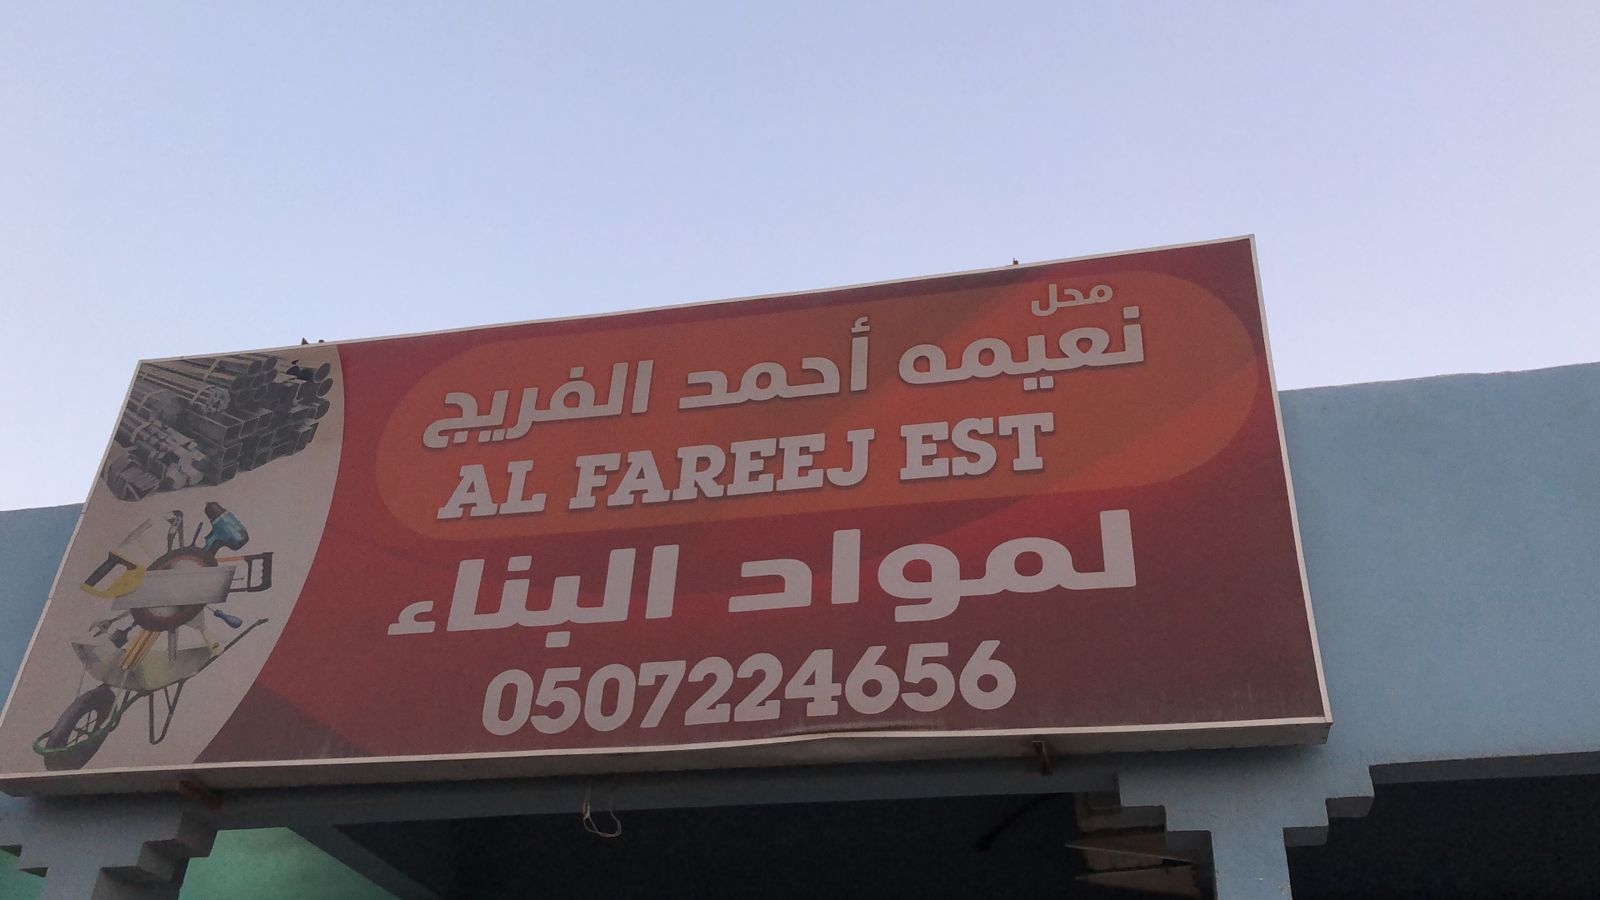 محل
نعيمه أحمد الفريج
AL FAREEJ EST
لمواد البناء
0507224656